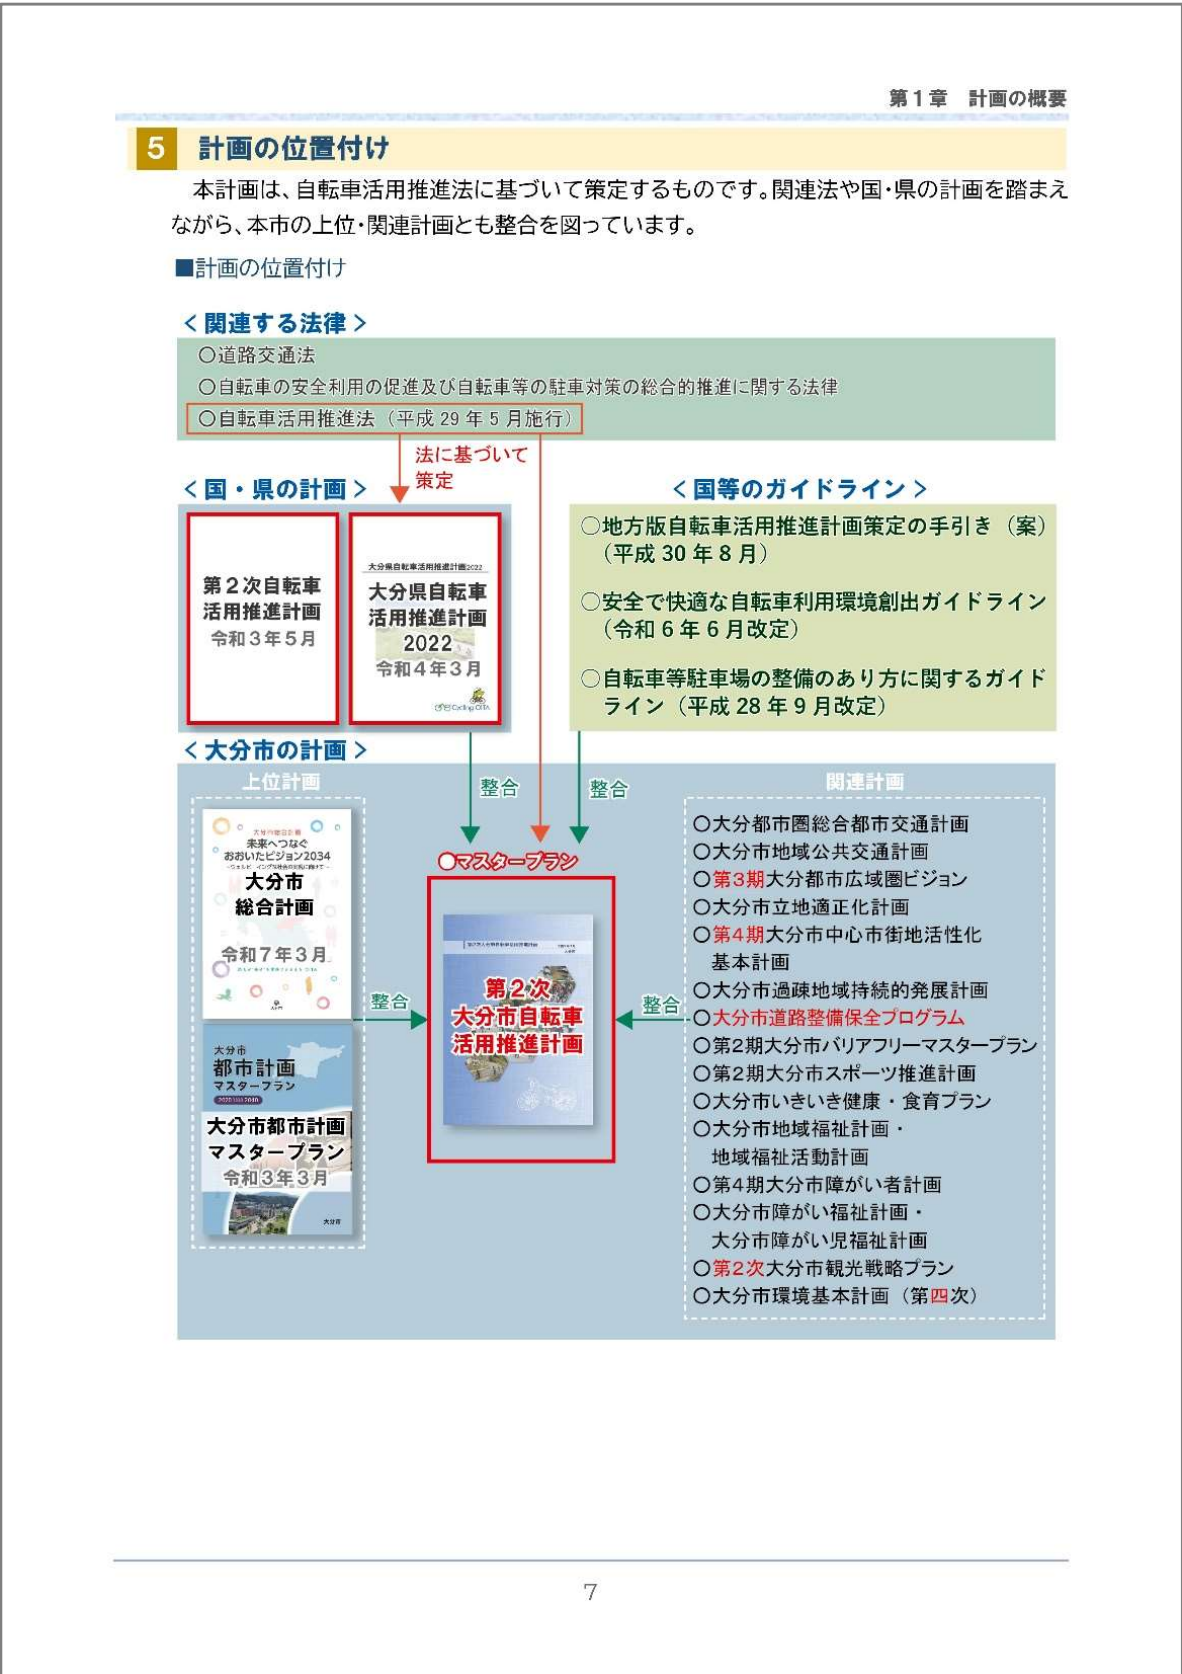 第1章　計画の概要
5　計画の位置付け
本計画は、自転車活用推進法に基づいて策定するものです。関連法や国・県の計画を踏まえ
ながら、本市の上位・関連計画とも整合を図っています。
■計画の位置付け
＜関連する法律＞
○道路交通法
○自転車の安全利用の促進及び自転車等の駐車対策の総合的推進に関する法律
○自転車活用推進法（平成29年5月施行）
法に基づいて
策定
＜国・県の計画＞
第2次自転車
活用推進計画
令和3年5月
大分県自転車活用推進計画2022
大分県自転車
活用推進計画
2022
令和4年3月
Cycling OITA
＜国等のガイドライン＞
○地方版自転車活用推進計画策定の手引き（案）
（平成30年8月）
○安全で快適な自転車利用環境創出ガイドライン
（令和6年6月改定）
○自転車等駐車場の整備のあり方に関するガイド
ライン（平成28年9月改定）
＜大分市の計画＞
整合
整合
上位計画
大分市総合計画
未来へつなぐ
おおいたビジョン2034
大分市
総合計画
令和7年3月
大分市
都市計画
マスタープラン
大分市都市計画
マスタープラン
令和3年3月
大分市
整合
○マスタープラン
第2次
大分市自転車
活用推進計画
整合
関連計画
○大分都市圏総合都市交通計画
○大分市地域公共交通計画
○第3期大分都市広域圏ビジョン
○大分市立地適正化計画
○第4期大分市中心市街地活性化
基本計画
○大分市過疎地域持続的発展計画
○大分市道路整備保全プログラム
○第2期大分市バリアフリーマスタープラン
○第2期大分市スポーツ推進計画
○大分市いきいき健康・食育プラン
○大分市地域福祉計画・
地域福祉活動計画
○第4期大分市障がい者計画
○大分市障がい福祉計画・
大分市障がい児福祉計画
○第2次大分市観光戦略プラン
○大分市環境基本計画（第四次）
7